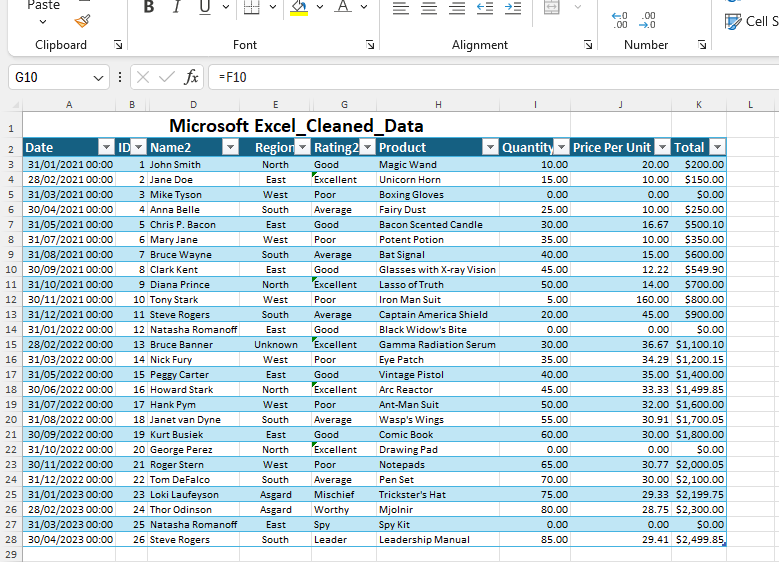 Paste B I U A ←0 .00 .00 →0 Cell S
Clipboard Font Alignment Number
G10 fx =F10
A B D E G H I J K L
1 Microsoft Excel_Cleaned_Data
2 Date ID Name2 Region Rating2 Product Quantity Price Per Unit Total
3 31/01/2021 00:00 1 John Smith North Good Magic Wand 10.00 20.00 $200.00
4 28/02/2021 00:00 2 Jane Doe East Excellent Unicorn Horn 15.00 10.00 $150.00
5 31/03/2021 00:00 3 Mike Tyson West Poor Boxing Gloves 0.00 0.00 $0.00
6 30/04/2021 00:00 4 Anna Belle South Average Fairy Dust 25.00 10.00 $250.00
7 31/05/2021 00:00 5 Chris P. Bacon East Good Bacon Scented Candle 30.00 16.67 $500.10
8 31/07/2021 00:00 6 Mary Jane West Poor Potent Potion 35.00 10.00 $350.00
9 31/08/2021 00:00 7 Bruce Wayne South Average Bat Signal 40.00 15.00 $600.00
10 30/09/2021 00:00 8 Clark Kent East Good Glasses with X-ray Vision 45.00 12.22 $549.90
11 31/10/2021 00:00 9 Diana Prince North Excellent Lasso of Truth 50.00 14.00 $700.00
12 30/11/2021 00:00 10 Tony Stark West Poor Iron Man Suit 5.00 160.00 $800.00
13 31/12/2021 00:00 11 Steve Rogers South Average Captain America Shield 20.00 45.00 $900.00
14 31/01/2022 00:00 12 Natasha Romanoff East Good Black Widow's Bite 0.00 0.00 $0.00
15 28/02/2022 00:00 13 Bruce Banner Unknown Excellent Gamma Radiation Serum 30.00 36.67 $1,100.10
16 31/03/2022 00:00 14 Nick Fury West Poor Eye Patch 35.00 34.29 $1,200.15
17 31/05/2022 00:00 15 Peggy Carter East Good Vintage Pistol 40.00 35.00 $1,400.00
18 30/06/2022 00:00 16 Howard Stark North Excellent Arc Reactor 45.00 33.33 $1,499.85
19 31/07/2022 00:00 17 Hank Pym West Poor Ant-Man Suit 50.00 32.00 $1,600.00
20 31/08/2022 00:00 18 Janet van Dyne South Average Wasp's Wings 55.00 30.91 $1,700.05
21 30/09/2022 00:00 19 Kurt Busiek East Good Comic Book 60.00 30.00 $1,800.00
22 31/10/2022 00:00 20 George Perez North Excellent Drawing Pad 0.00 0.00 $0.00
23 30/11/2022 00:00 21 Roger Stern West Poor Notepads 65.00 30.77 $2,000.05
24 31/12/2022 00:00 22 Tom DeFalco South Average Pen Set 70.00 30.00 $2,100.00
25 31/01/2023 00:00 23 Loki Laufeyson Asgard Mischief Trickster's Hat 75.00 29.33 $2,199.75
26 28/02/2023 00:00 24 Thor Odinson Asgard Worthy Mjolnir 80.00 28.75 $2,300.00
27 31/03/2023 00:00 25 Natasha Romanoff East Spy Spy Kit 0.00 0.00 $0.00
28 30/04/2023 00:00 26 Steve Rogers South Leader Leadership Manual 85.00 29.41 $2,499.85
29